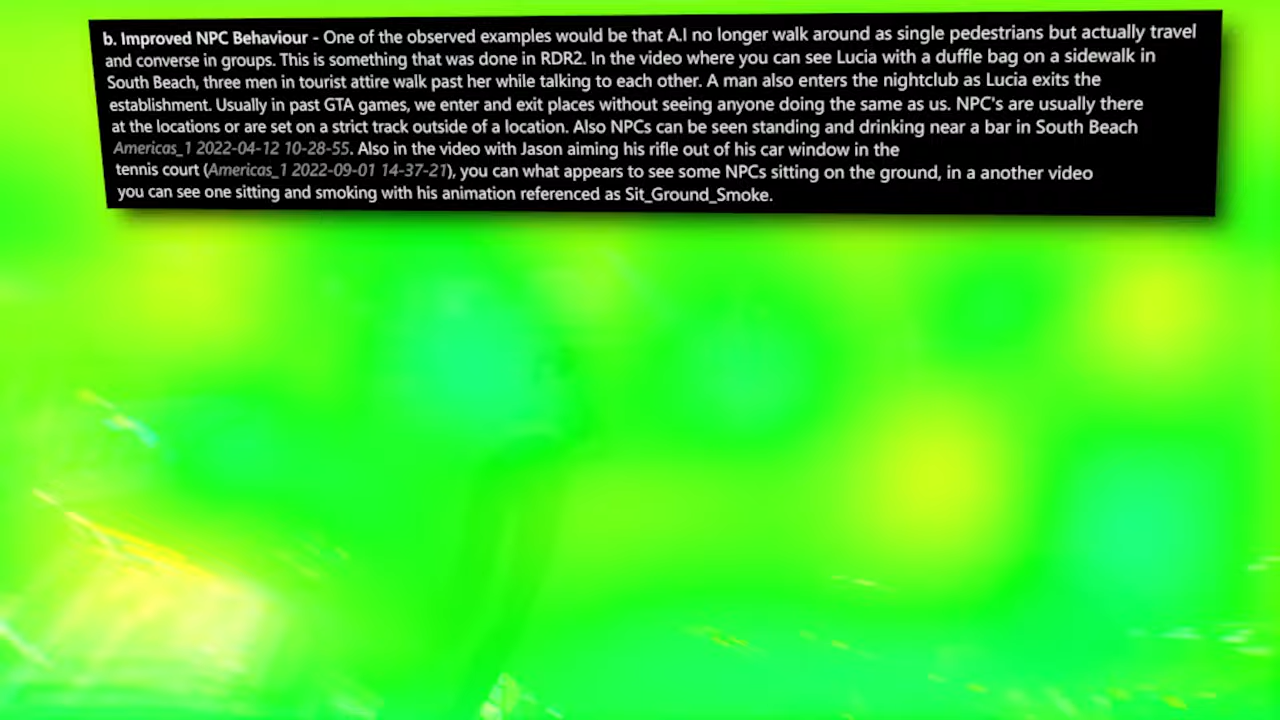 b. Improved NPC Behaviour - One of the observed examples would be that A.I no longer walk around as single pedestrians but actually travel
and converse in groups. This is something that was done in RDR2. In the video where you can see Lucia with a duffle bag on a sidewalk in
South Beach, three men in tourist attire walk past her while talking to each other. A man also enters the nightclub as Lucia exits the
establishment. Usually in past GTA games, we enter and exit places without seeing anyone doing the same as us. NPC's are usually there
at the locations or are set on a strict track outside of a location. Also NPCs can be seen standing and drinking near a bar in South Beach
Americas_1 2022-04-12 10-28-55. Also in the video with Jason aiming his rifle out of his car window in the
tennis court (Americas_1 2022-09-01 14-37-21), you can what appears to see some NPCs sitting on the ground, in a another video
you can see one sitting and smoking with his animation referenced as Sit_Ground_Smoke.